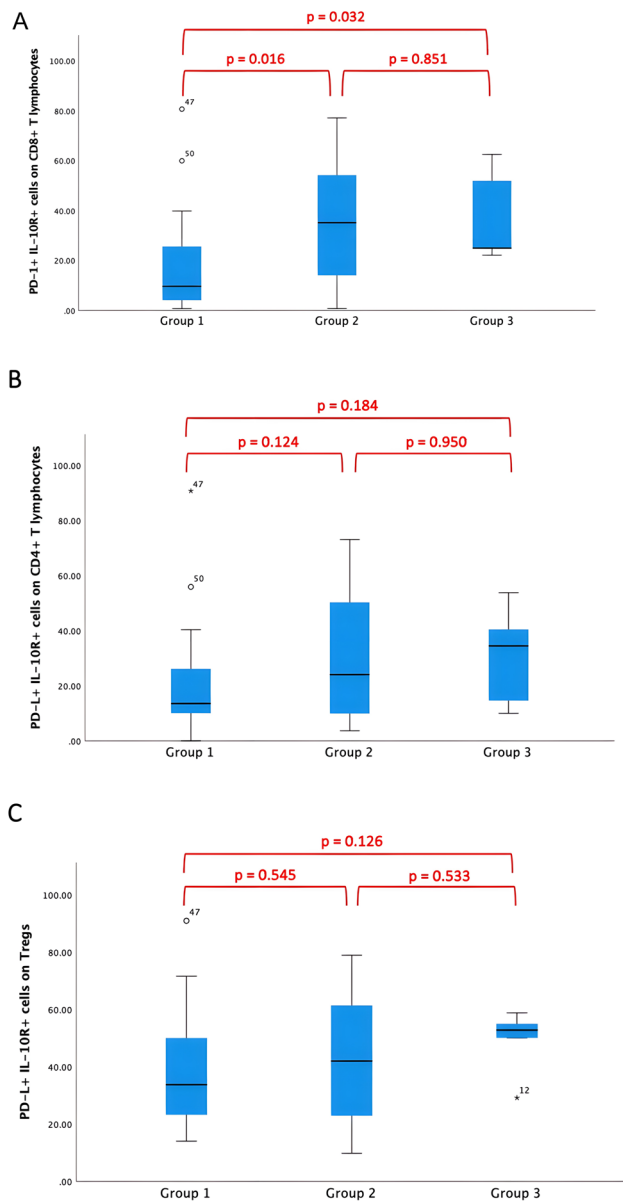 A
p = 0.032
p = 0.016
p = 0.851
PD-1+ IL-10R+ cells on CD8+ T lymphocytes
100.00
80.00
60.00
40.00
20.00
.00
47
50
Group 1
Group 2
Group 3
B
p = 0.184
p = 0.124
p = 0.950
PD-L+ IL-10R+ cells on CD4+ T lymphocytes
100.00
80.00
60.00
40.00
20.00
.00
47
50
Group 1
Group 2
Group 3
C
p = 0.126
p = 0.545
p = 0.533
PD-L+ IL-10R+ cells on Tregs
100.00
80.00
60.00
40.00
20.00
.00
47
12
Group 1
Group 2
Group 3